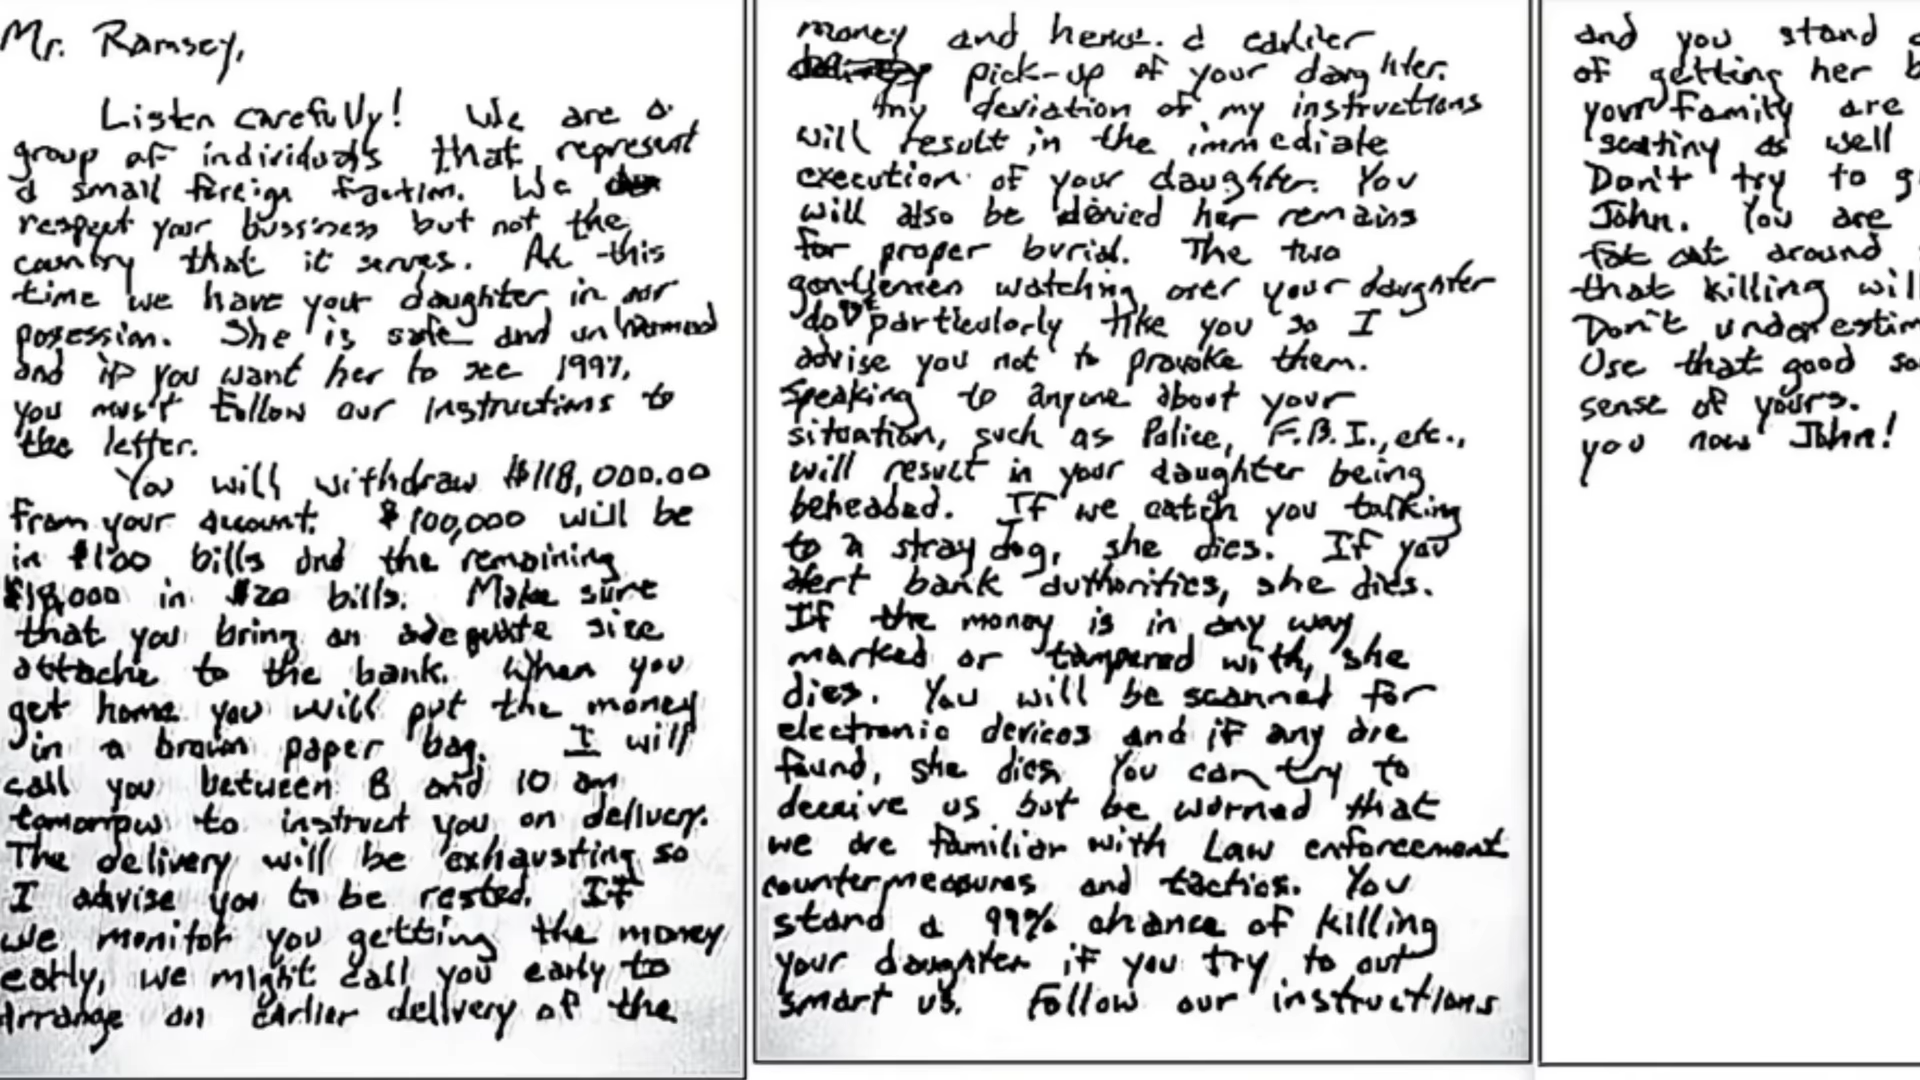 Mr. Ramsey,
Listen carefully! We are a
group of individuals that represent
a small foreign faction. We
respect your bussiness but not the
country that it serves. At this
time we have your daughter in our
posession. She is safe and unharmed
and if you want her to see 1997,
you must follow our instructions to
the letter.
You will withdraw $118,000.00
from your account. $100,000 will be
in $100 bills and the remaining
$18,000 in $20 bills. Make sure
that you bring an adequate size
attache to the bank. When you
get home you will put the money
in a brown paper bag. I will
call you between 8 and 10 am
tomorrow to instruct you on delivery.
The delivery will be exhausting so
I advise you to be rested. If
we monitor you getting the money
early, we might call you early to
arrange an earlier delivery of the
money and hence a earlier
delivery pick-up of your daughter.
Any deviation of my instructions
will result in the immediate
execution of your daughter. You
will also be denied her remains
for proper burial. The two
gentlemen watching over your daughter
do not particularly like you so I
advise you not to provoke them.
Speaking to anyone about your
situation, such as Police, F.B.I., etc.,
will result in your daughter being
beheaded. If we catch you talking
to a stray dog, she dies. If you
alert bank authorities, she dies.
If the money is in any way
marked or tampered with, she
dies. You will be scanned for
electronic devices and if any are
found, she dies. You can try to
deceive us but be warned that
we are familiar with Law enforcement
countermeasures and tactics. You
stand a 99% chance of killing
your daughter if you try to out
smart us. Follow our instructions
and you stand
of getting her b
your family are
scrutiny as well
Don't try to g
John. You are
fat cat around
that killing will
Don't underestim
Use that good so
sense of yours.
you now John!